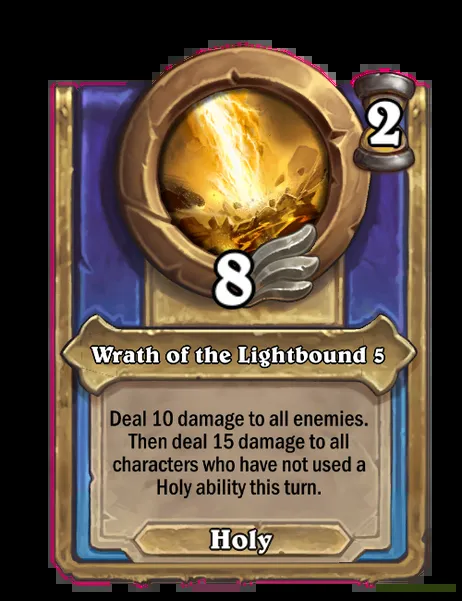 2
8
Wrath of the Lightbound 5
Deal 10 damage to all enemies.
Then deal 15 damage to all
characters who have not used a
Holy ability this turn.
Holy